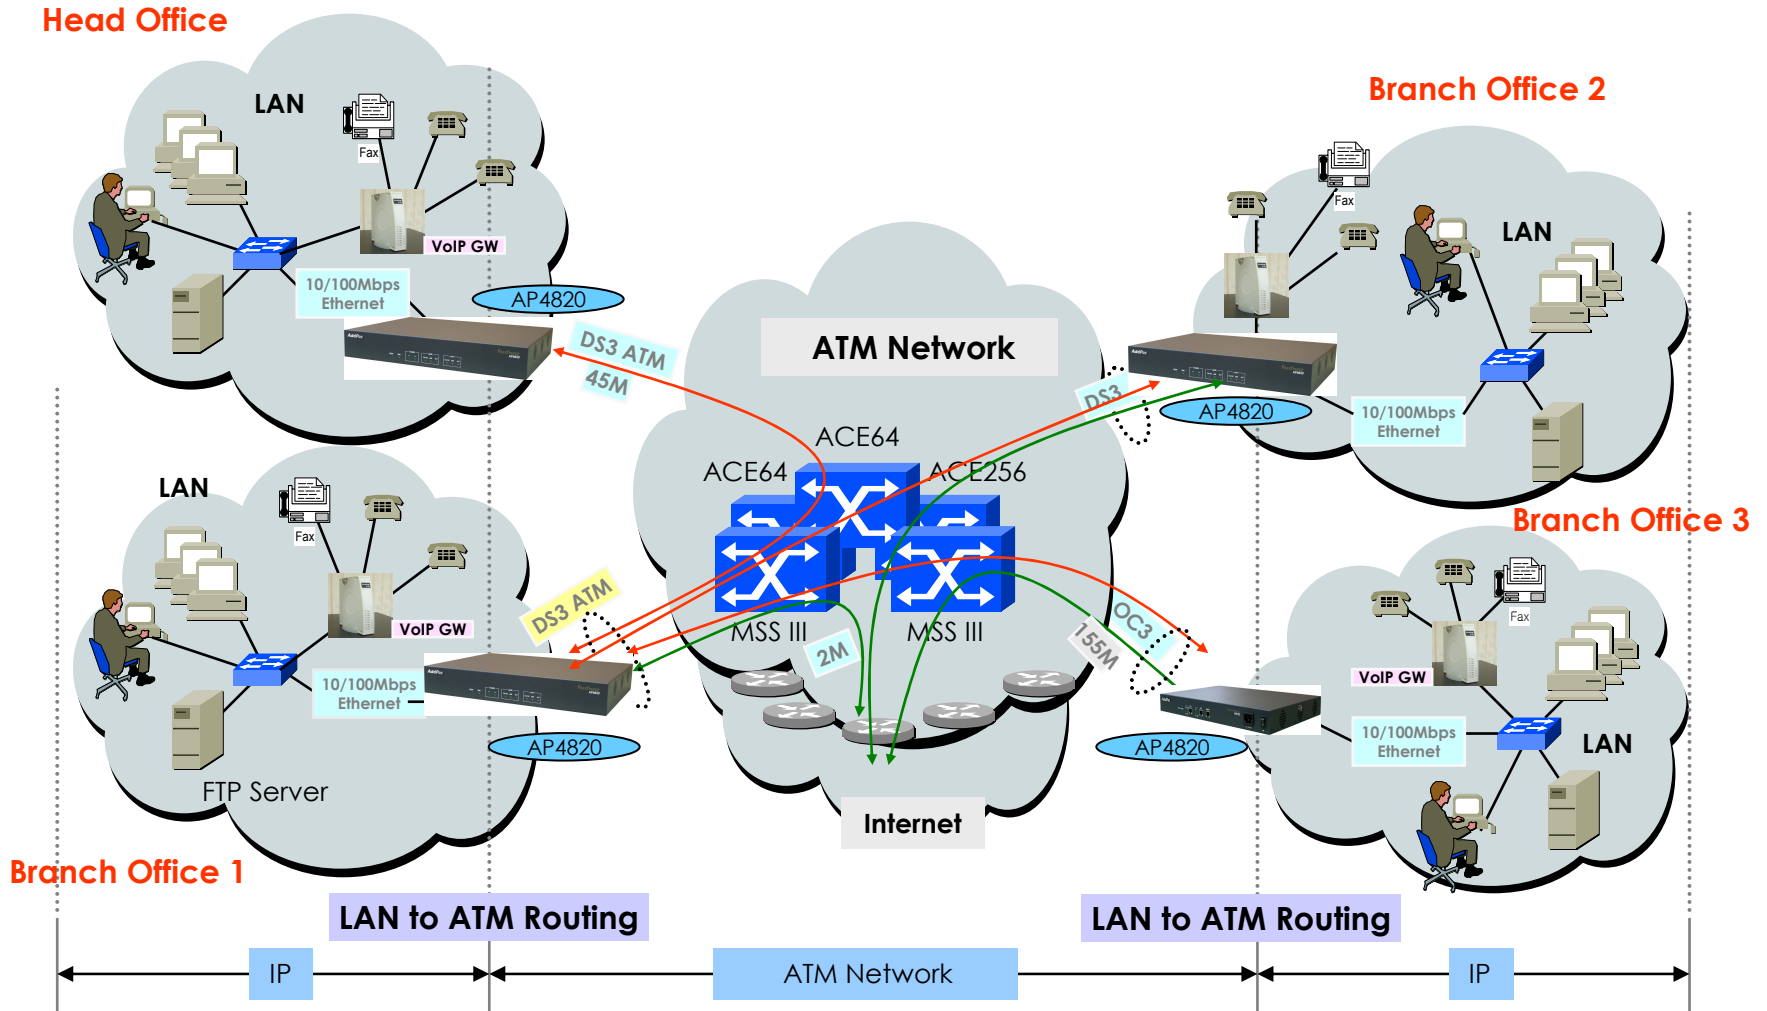 Head Office
LAN
Fax
VoIP GW
10/100Mbps
Ethernet
AP4820
DS3 ATM
45M
Branch Office 2
Fax
LAN
DS3
AP4820
10/100Mbps
Ethernet
ATM Network
ACE64
ACE64
ACE256
MSS III
MSS III
2M
OC3
155M
Internet
LAN
Fax
VoIP GW
DS3 ATM
10/100Mbps
Ethernet
AP4820
FTP Server
Branch Office 1
Branch Office 3
Fax
VoIP GW
10/100Mbps
Ethernet
LAN
AP4820
LAN to ATM Routing
LAN to ATM Routing
IP
ATM Network
IP